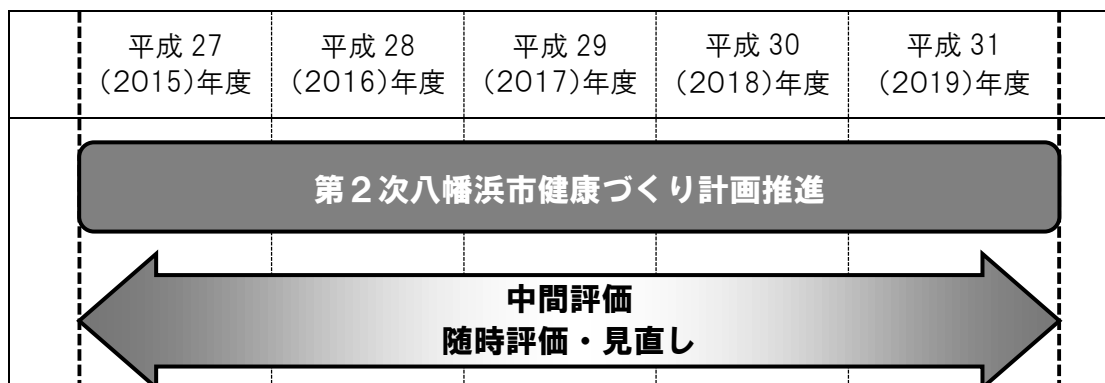 平成 27
(2015)年度
平成 28
(2016)年度
平成 29
(2017)年度
平成 30
(2018)年度
平成 31
(2019)年度
第２次八幡浜市健康づくり計画推進
中間評価
随時評価・見直し